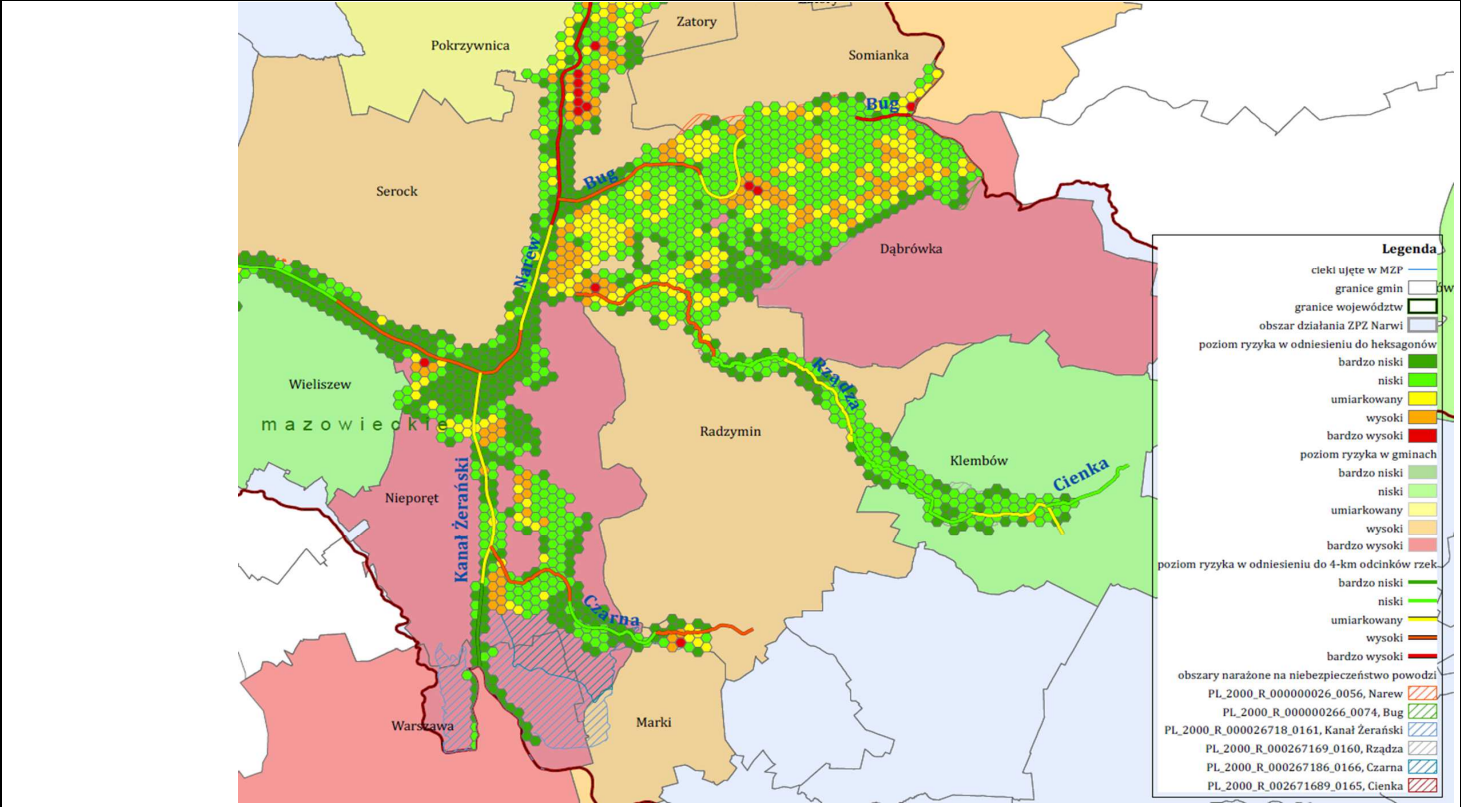 Zatory
Pokrzywnica
Somianka
Bug
Bug
Serock
Narew
Dąbrówka
Wieliszew
mazowieckie
Rządza
Radzymin
Klembów
Cienka
Nieporęt
Kanał Żerański
Czarna
Warszawa
Marki
Legenda
cieki ujęte w MZP
granice gmin
granice województw
obszar działania ZPZ Narwi
poziom ryzyka w odniesieniu do heksagonów
bardzo niski
niski
umiarkowany
wysoki
bardzo wysoki
poziom ryzyka w gminach
bardzo niski
niski
umiarkowany
wysoki
bardzo wysoki
poziom ryzyka w odniesieniu do 4-km odcinków rzek
bardzo niski
niski
umiarkowany
wysoki
bardzo wysoki
obszary narażone na niebezpieczeństwo powodzi
PL_2000_R_000000026_0056, Narew
PL_2000_R_000000266_0074, Bug
PL_2000_R_000026718_0161, Kanał Żerański
PL_2000_R_000267169_0160, Rządza
PL_2000_R_000267186_0166, Czarna
PL_2000_R_002671689_0165, Cienka